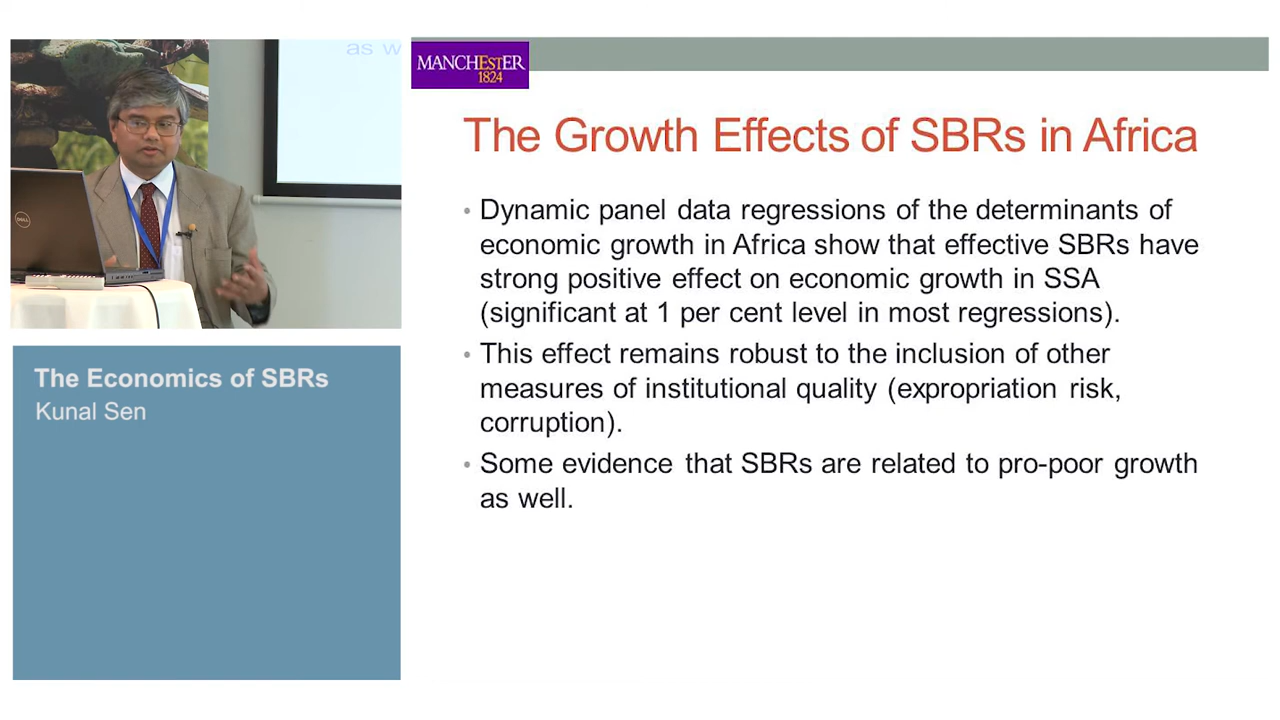 as w
MANCHESTER
1824
The Growth Effects of SBRs in Africa
• Dynamic panel data regressions of the determinants of
economic growth in Africa show that effective SBRs have
strong positive effect on economic growth in SSA
(significant at 1 per cent level in most regressions).
• This effect remains robust to the inclusion of other
measures of institutional quality (expropriation risk,
corruption).
• Some evidence that SBRs are related to pro-poor growth
as well.
DELL
The Economics of SBRs
Kunal Sen